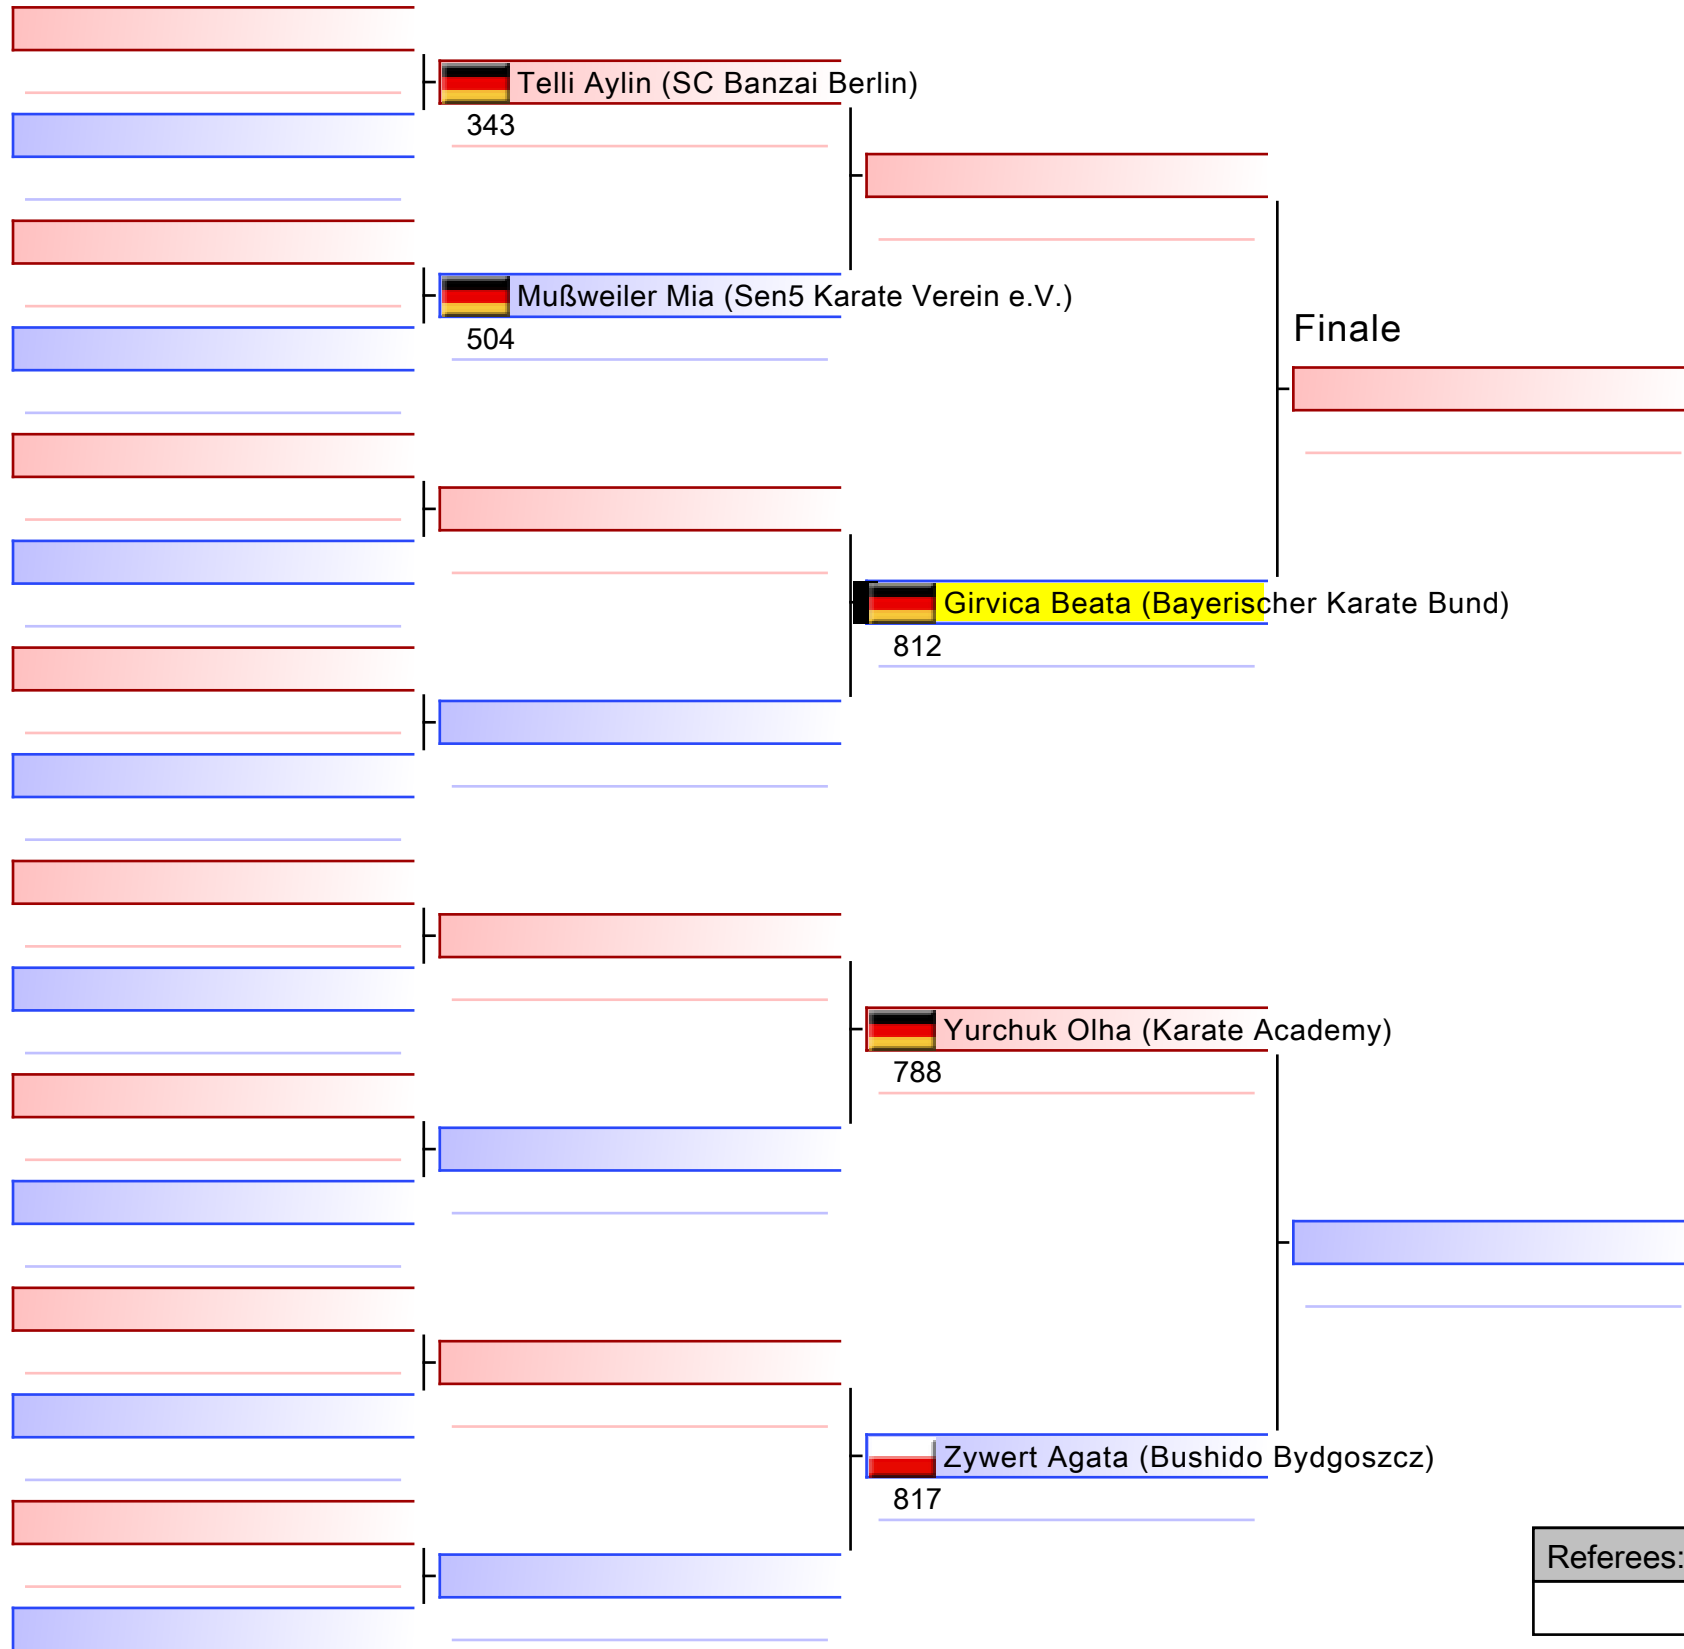 Telli Aylin (SC Banzai Berlin)
343
Mußweiler Mia (Sen5 Karate Verein e.V.)
504
Finale
Girvica Beata (Bayerischer Karate Bund)
812
Yurchuk Olha (Karate Academy)
788
Zywert Agata (Bushido Bydgoszcz)
817
Referees: